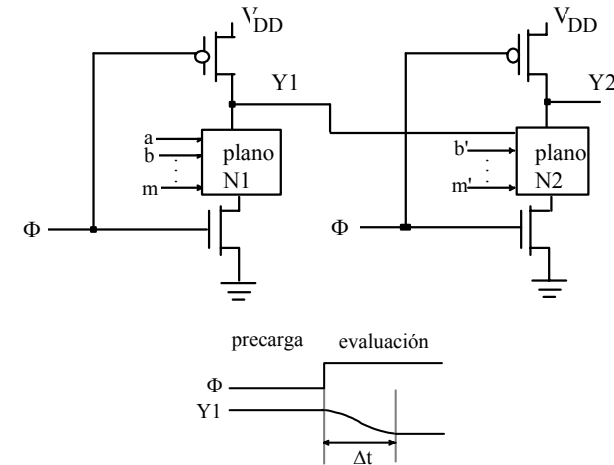 VDD
VDD
Y1
Y2
a
b
m
plano
N1
b'
m'
plano
N2
Φ
Φ
precarga
evaluación
Φ
Y1
Δt